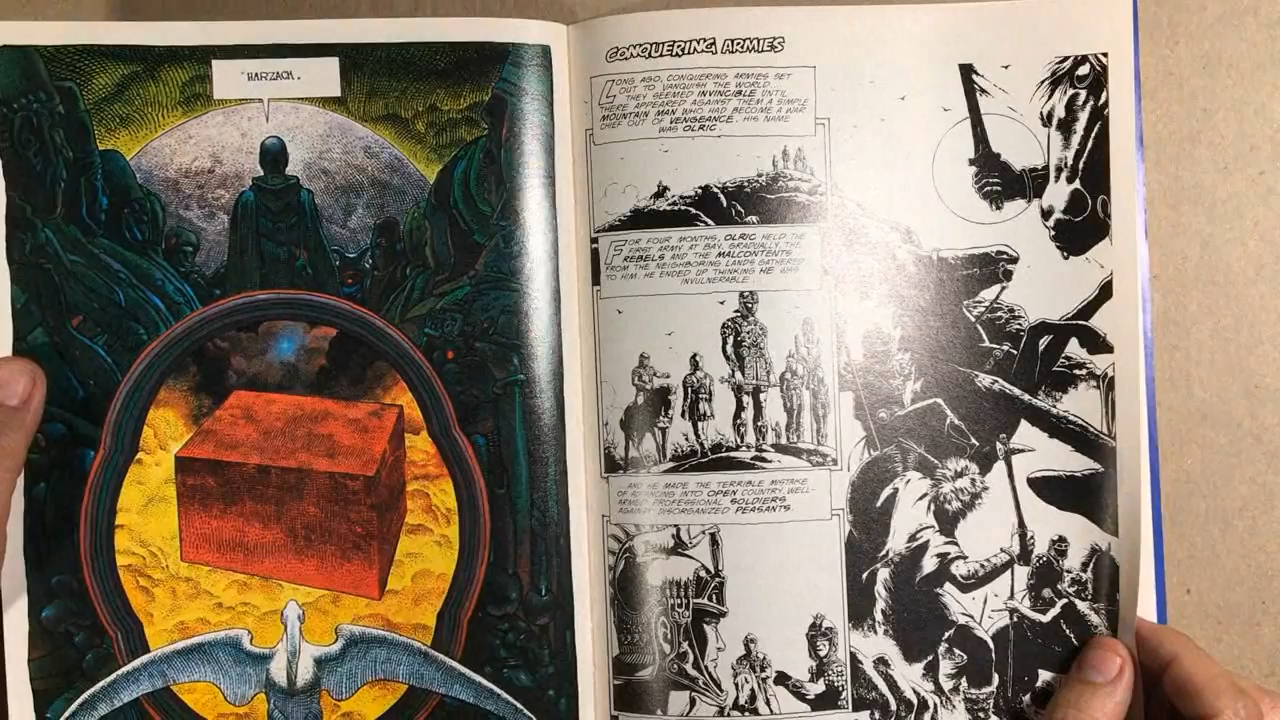 "HARZACH.
CONQUERING ARMIES
LONG AGO, CONQUERING ARMIES SET
OUT TO VANQUISH THE WORLD...
THEY SEEMED INVINCIBLE UNTIL
THERE APPEARED AGAINST THEM A SIMPLE
MOUNTAIN MAN WHO HAD BECOME A WAR
CHIEF OUT OF VENGEANCE. HIS NAME
WAS OLRIC.
FOR FOUR MONTHS, OLRIC HELD THE
FIRST ARMY AT BAY. GRADUALLY, THE
REBELS AND THE MALCONTENTS
FROM THE NEIGHBORING LANDS GATHERED
TO HIM. HE ENDED UP THINKING HE WAS
INVULNERABLE...
...AND HE MADE THE TERRIBLE MISTAKE
OF ADVANCING INTO OPEN COUNTRY. WELL-
ARMED PROFESSIONAL SOLDIERS
AGAINST DISORGANIZED PEASANTS.